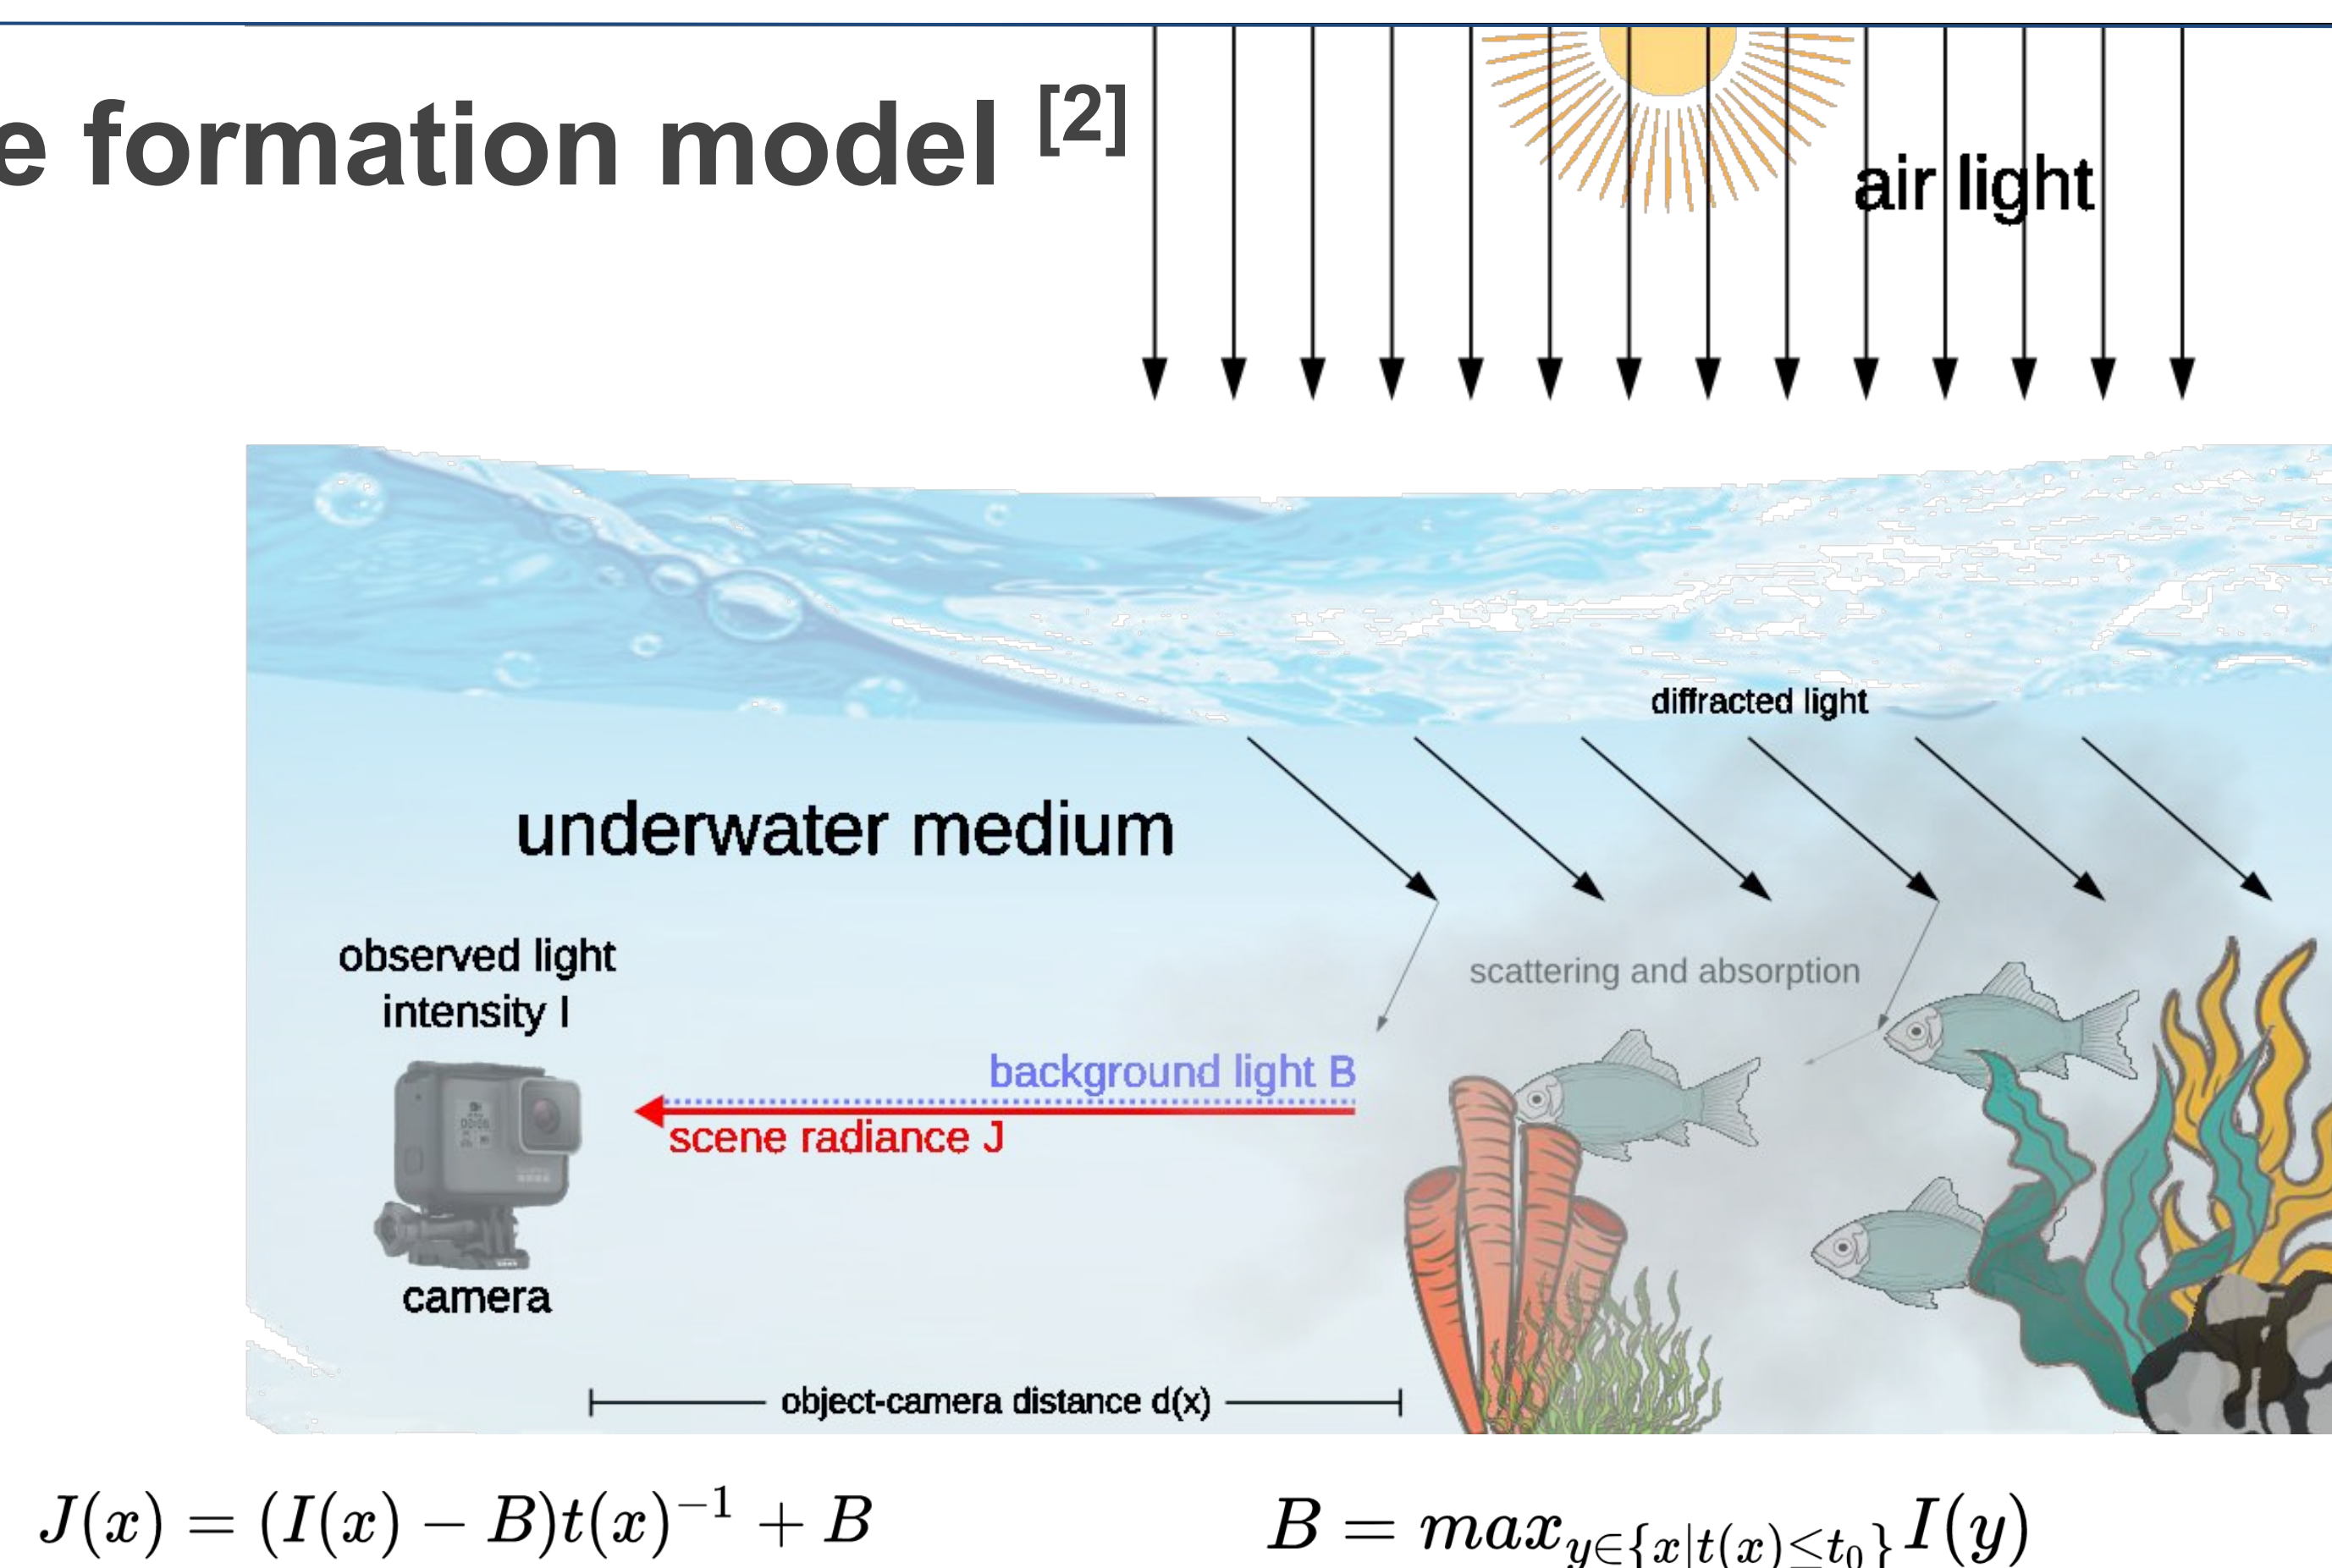 e formation model [2]
air light
diffracted light
underwater medium
observed light
intensity I
scattering and absorption
background light B
scene radiance J
camera
object-camera distance d(x)
J(x) = (I(x) − B)t(x)⁻¹ + B
B = max_{y∈{x|t(x)≤t₀}} I(y)